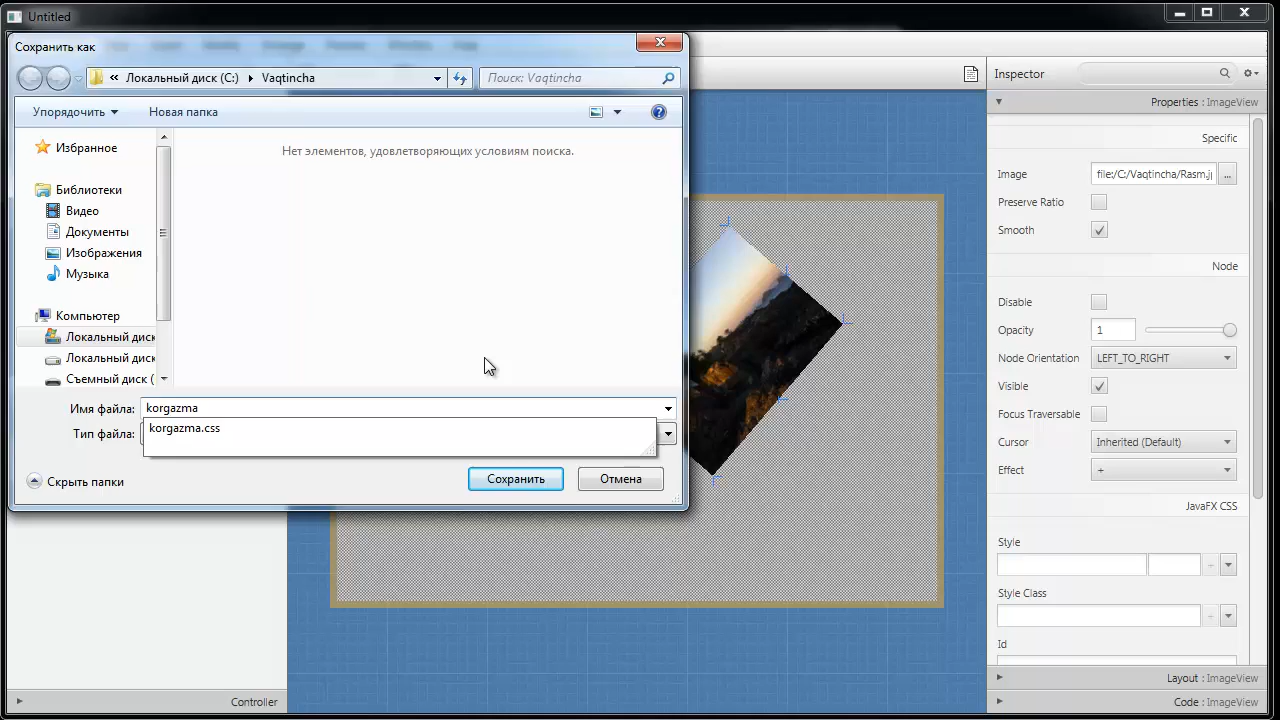 Untitled
Сохранить как
Локальный диск (C:) Vaqtincha
Поиск: Vaqtincha
Упорядочить
Новая папка
Нет элементов, удовлетворяющих условиям поиска.
Избранное
Библиотеки
Видео
Документы
Изображения
Музыка
Компьютер
Локальный диск
Локальный диск
Съемный диск (
Имя файла: korgazma
korgazma.css
Тип файла:
Скрыть папки
Сохранить
Отмена
Controller
Inspector
Properties : ImageView
Specific
Image file:/C:/Vaqtincha/Rasm.j ...
Preserve Ratio
Smooth
Node
Disable
Opacity 1
Node Orientation LEFT_TO_RIGHT
Visible
Focus Traversable
Cursor Inherited (Default)
Effect +
JavaFX CSS
Style
Style Class
Id
Layout : ImageView
Code : ImageView